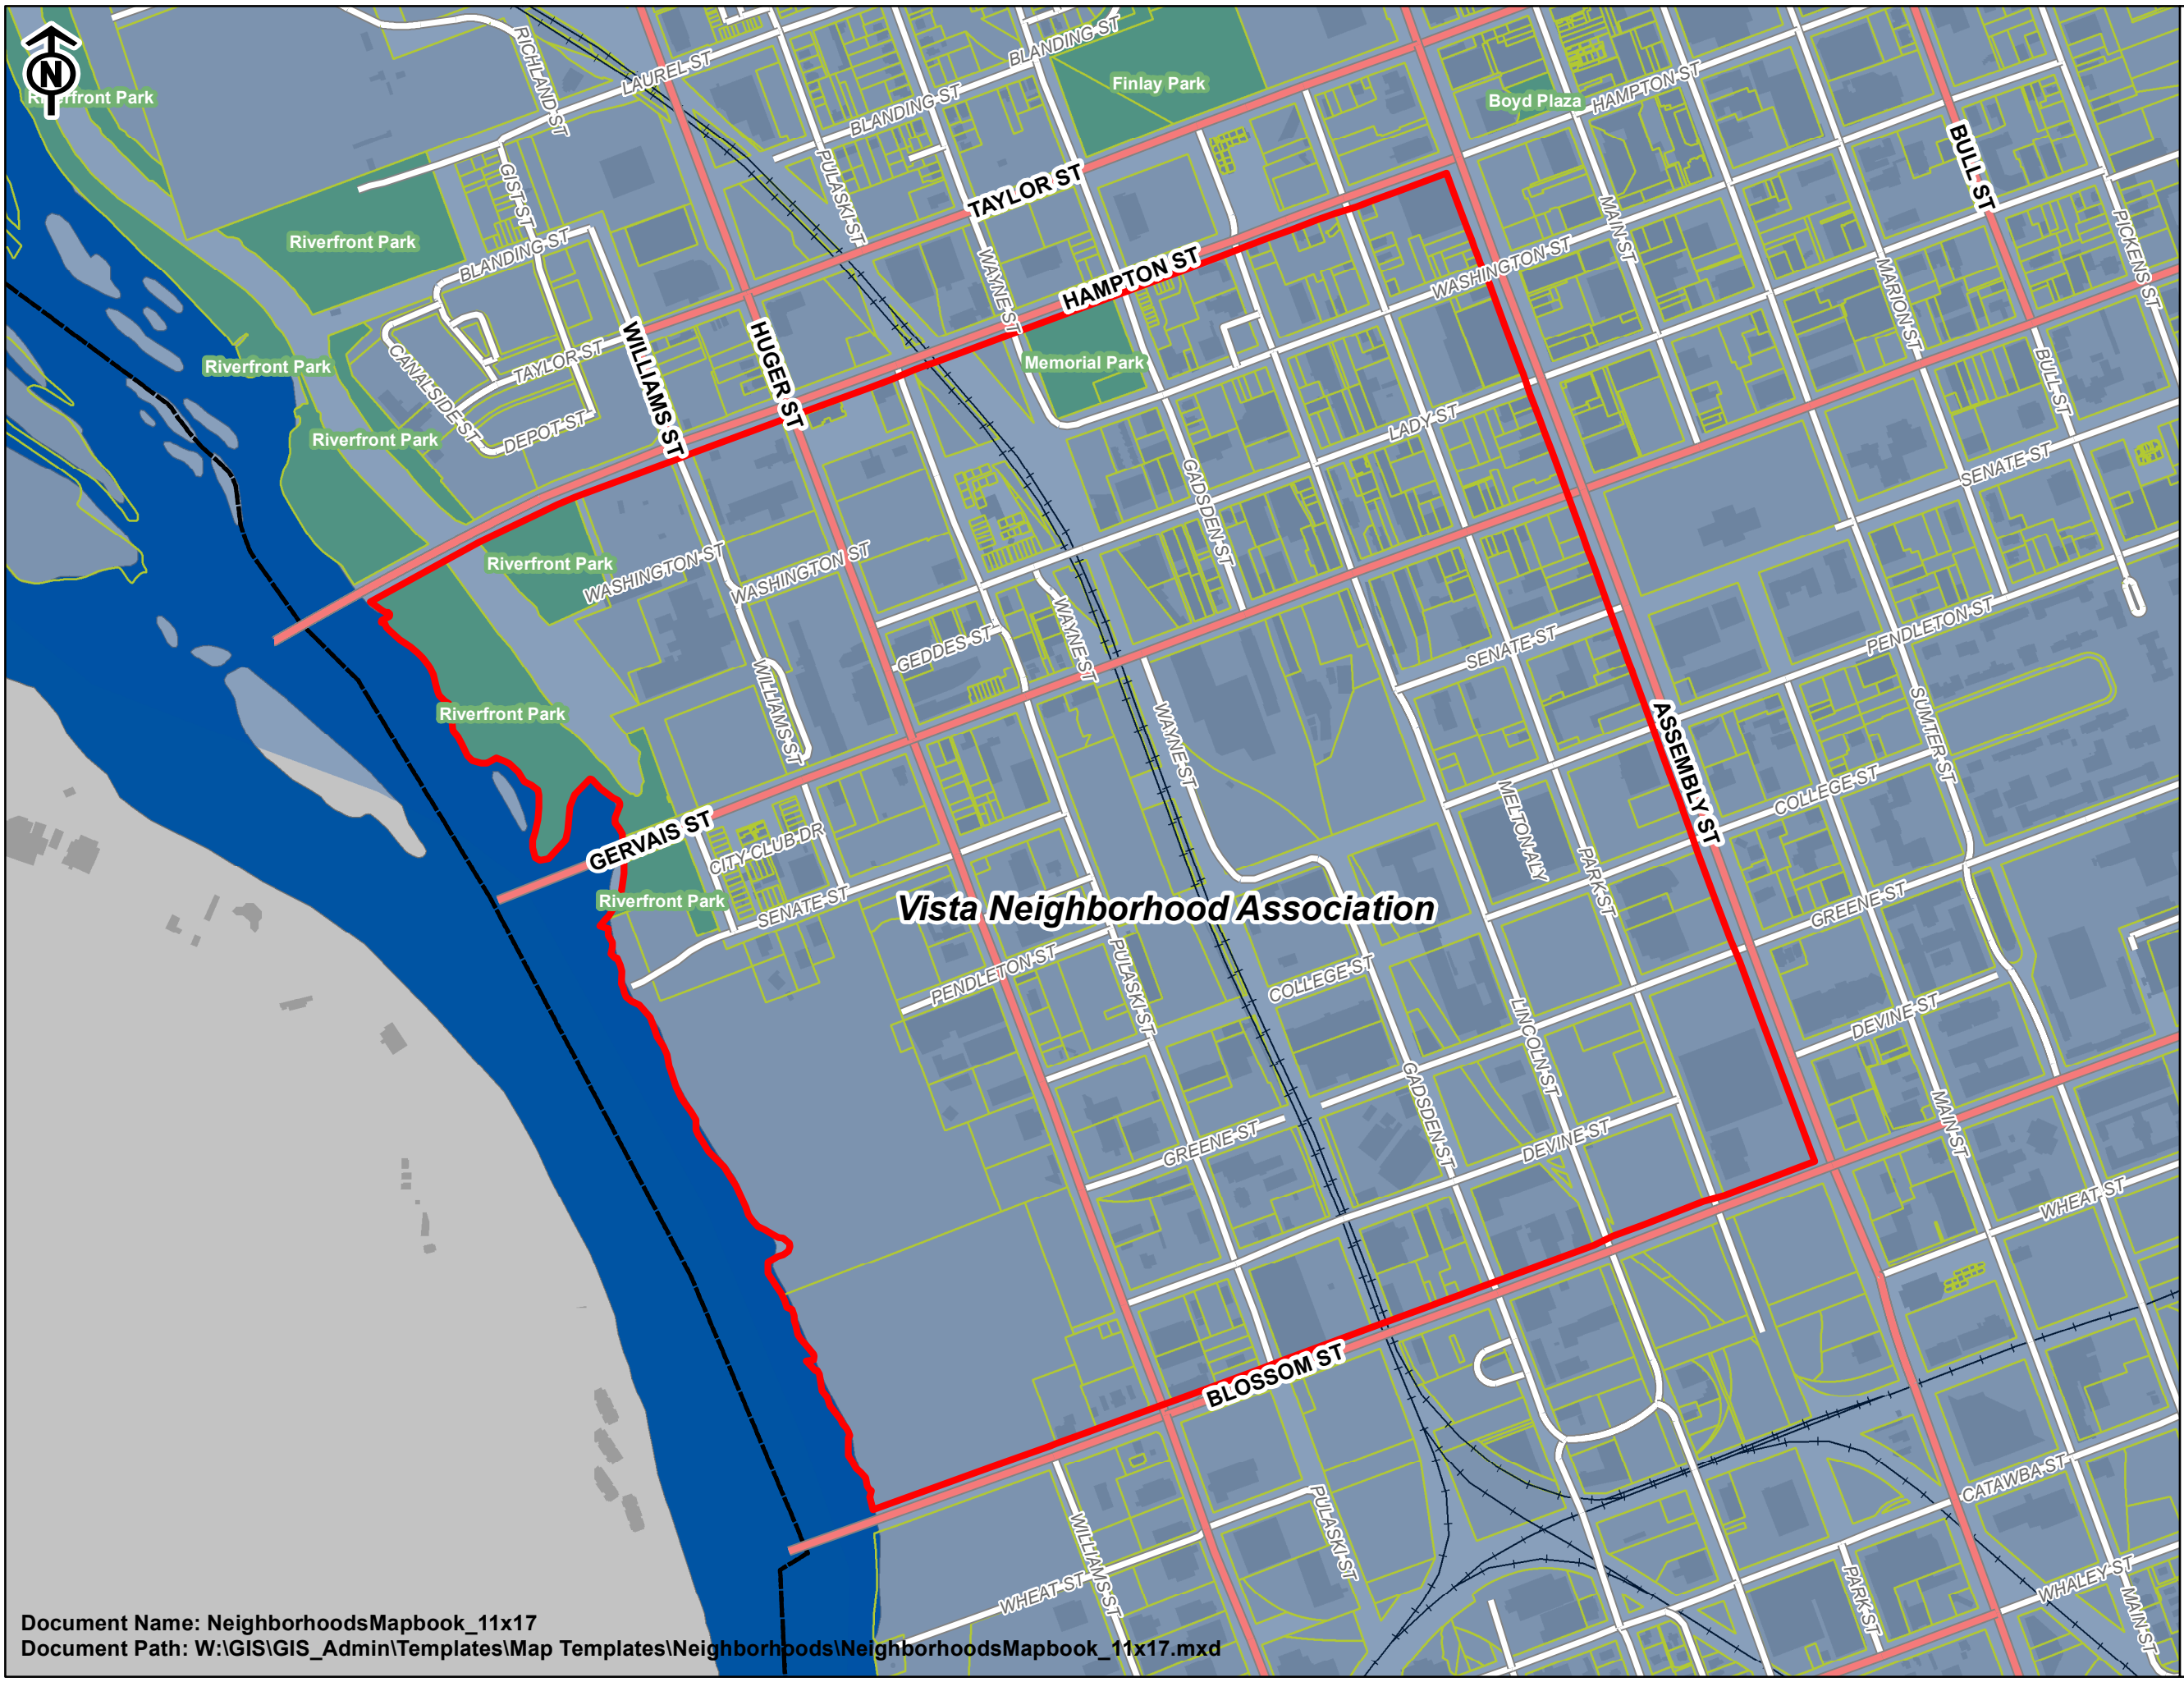 N
Riverfront Park
RICHLAND ST
LAUREL ST
BLANDING ST
BLANDING ST
Finlay Park
Boyd Plaza
HAMPTON ST
BULL ST
PULASKI ST
GIST ST
TAYLOR ST
MAIN ST
PICKENS ST
Riverfront Park
BLANDING ST
WAYNE ST
HAMPTON ST
WASHINGTON ST
MARION ST
WILLIAMS ST
HUGER ST
Riverfront Park
CANALSIDE ST
TAYLOR ST
Memorial Park
BULL ST
Riverfront Park
DEPOT ST
LADY ST
GADSDEN ST
SENATE ST
Riverfront Park
WASHINGTON ST
WASHINGTON ST
WAYNE ST
GEDDES ST
SENATE ST
PENDLETON ST
Riverfront Park
WILLIAMS ST
WAYNE ST
ASSEMBLY ST
SUMTER ST
GERVAIS ST
CITY CLUB DR
MELTON ALY
COLLEGE ST
PARK ST
Riverfront Park
SENATE ST
Vista Neighborhood Association
GREENE ST
PENDLETON ST
PULASKI ST
COLLEGE ST
LINCOLN ST
DEVINE ST
GADSDEN ST
GREENE ST
DEVINE ST
MAIN ST
WHEAT ST
BLOSSOM ST
WILLIAMS ST
PULASKI ST
CATAWBA ST
WHEAT ST
PARK ST
WHALEY ST
MAIN ST
Document Name: NeighborhoodsMapbook_11x17
Document Path: W:\GIS\GIS_Admin\Templates\Map Templates\Neighborhoods\NeighborhoodsMapbook_11x17.mxd